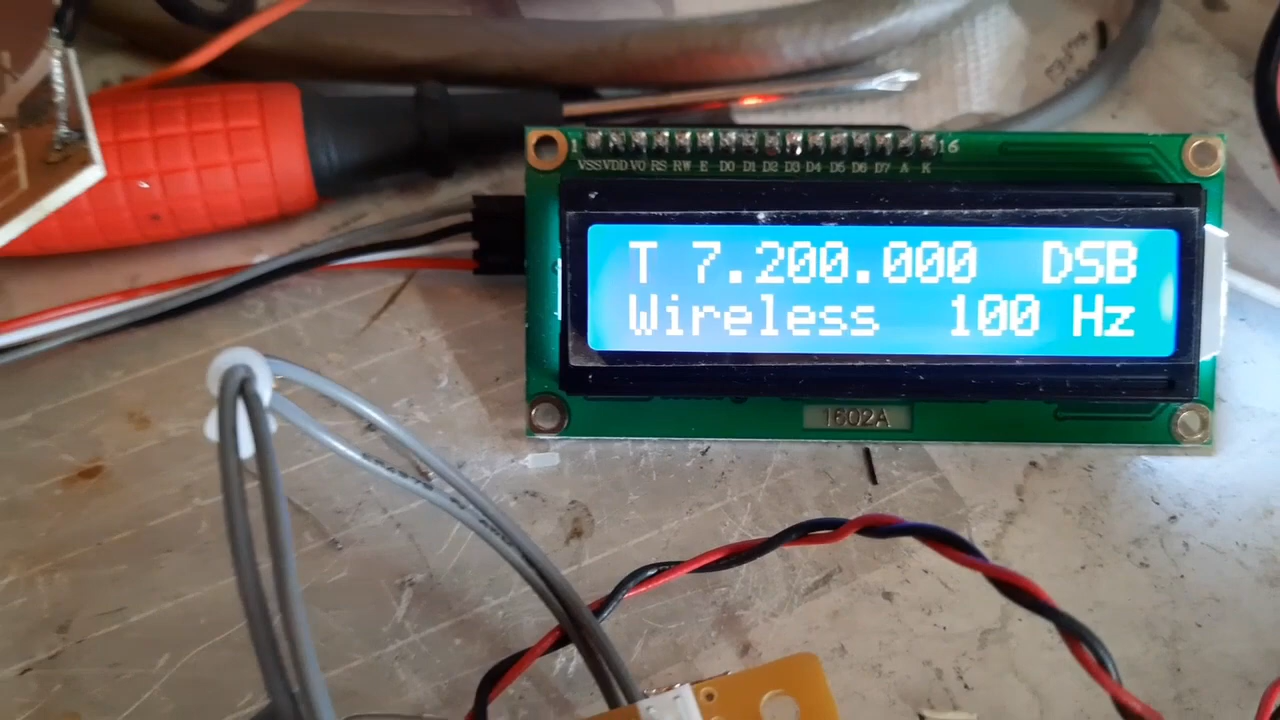 1 16
VSS VDD VO RS RW E D0 D1 D2 D3 D4 D5 D6 D7 A K
T 7.200.000 DSB
Wireless 100 Hz
1602A